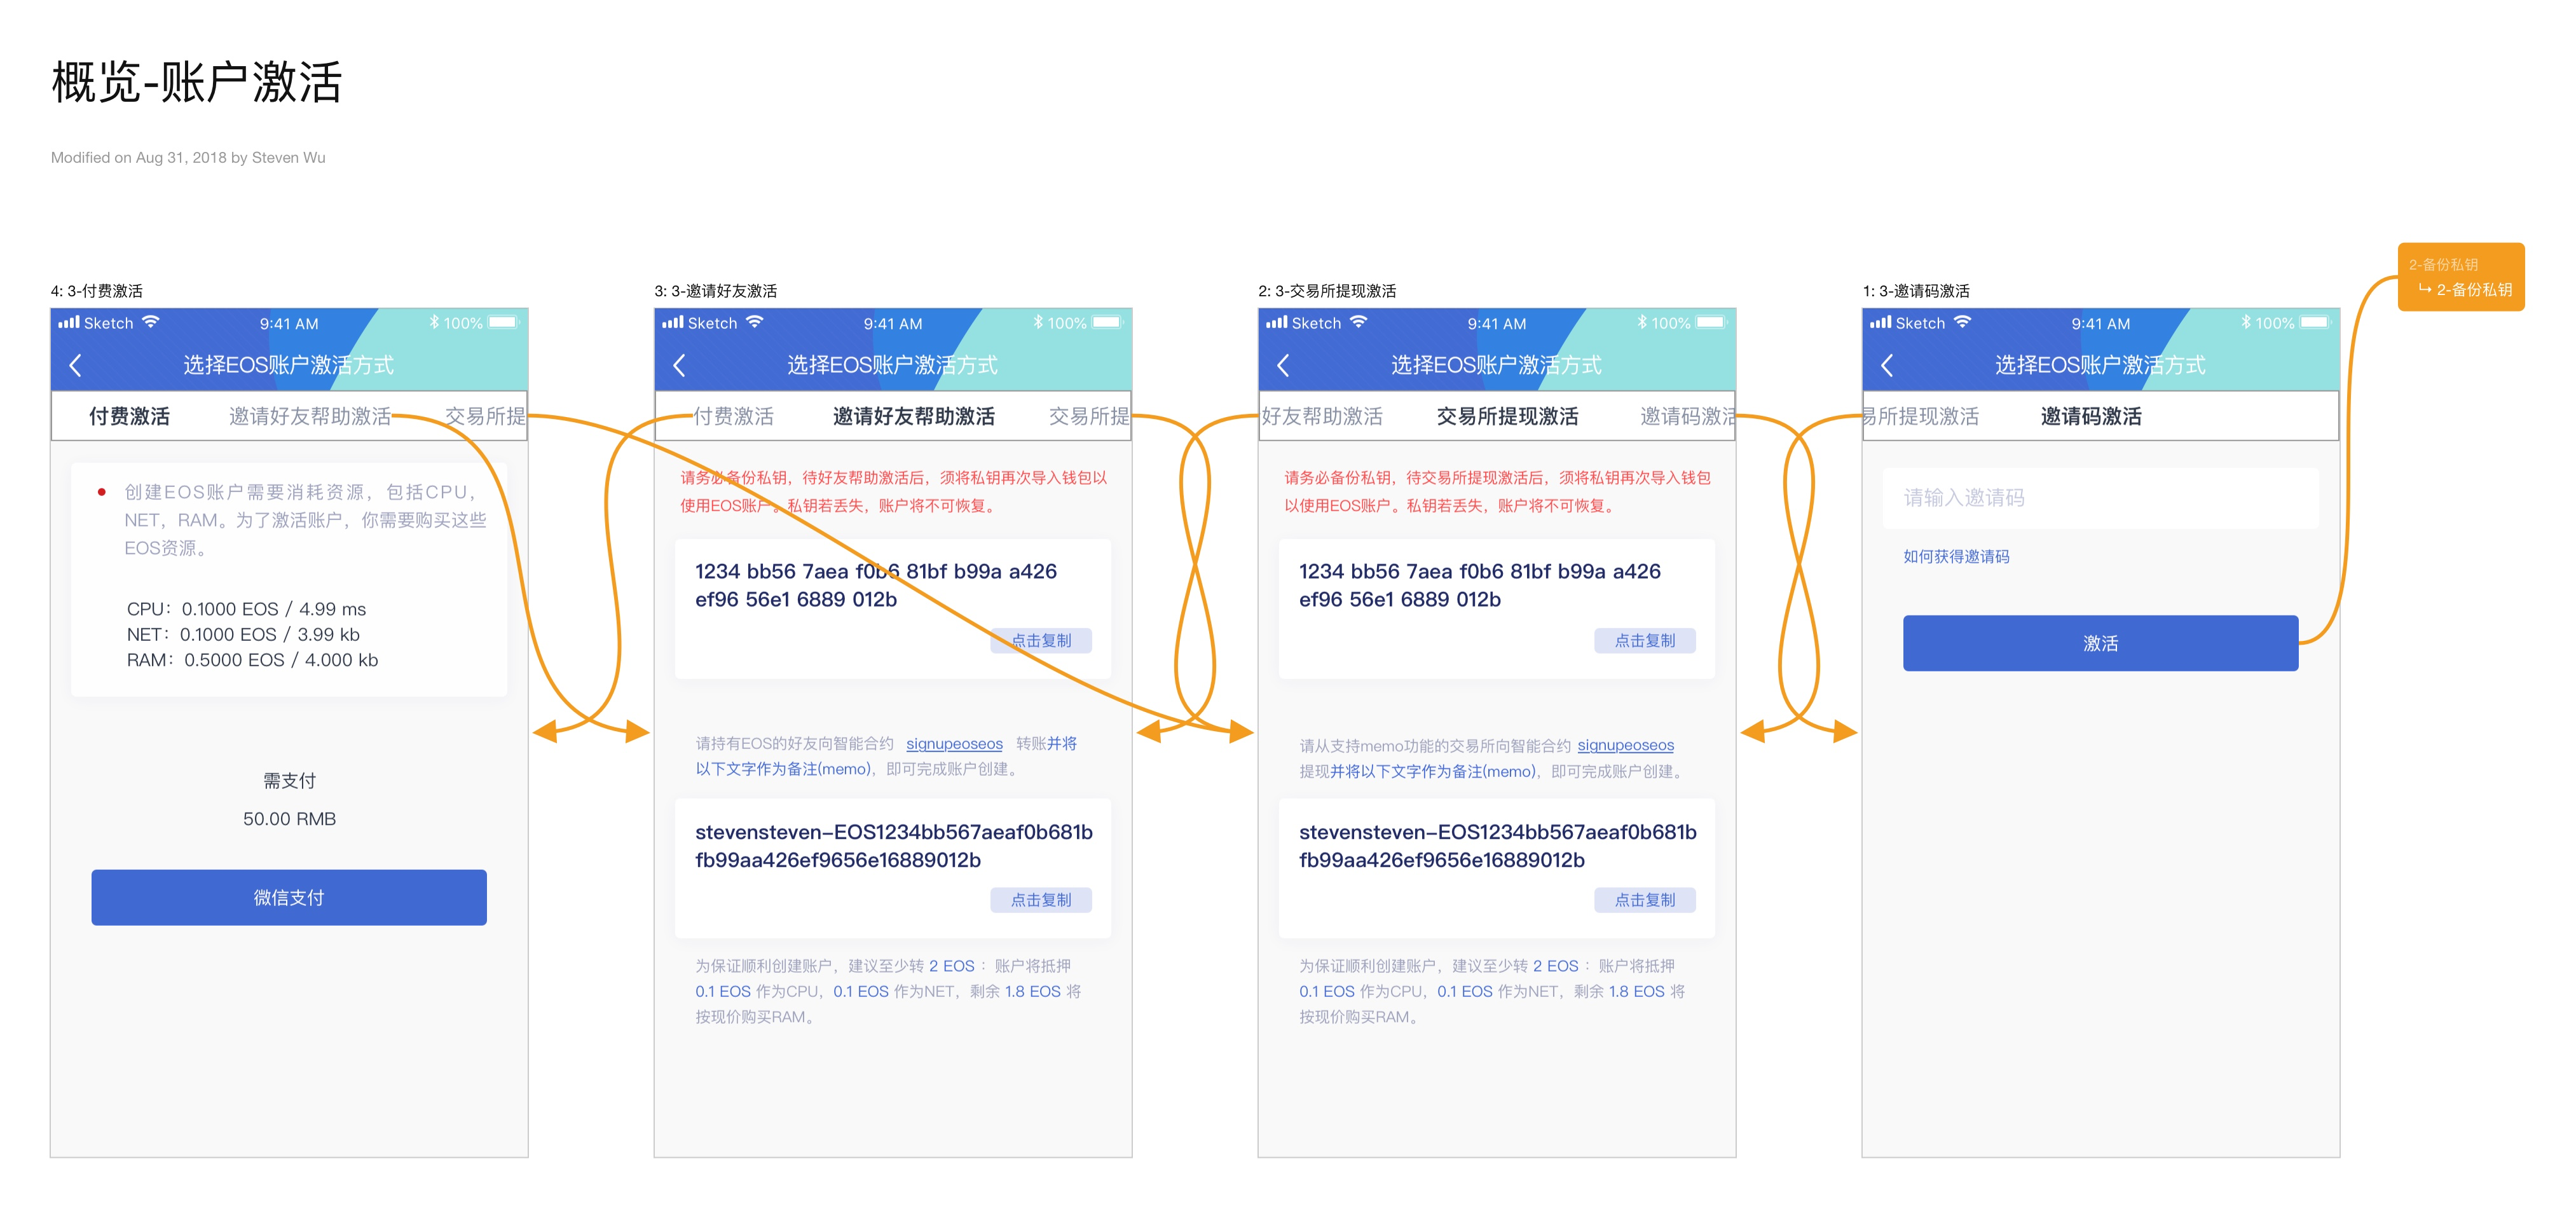 概览-账户激活
Modified on Aug 31, 2018 by Steven Wu
2-备份私钥
2-备份私钥
4: 3-付费激活
Sketch 9:41 AM 100%
选择EOS账户激活方式
付费激活 邀请好友帮助激活 交易所提
创建EOS账户需要消耗资源，包括CPU，
NET，RAM。为了激活账户，你需要购买这些
EOS资源。
CPU：0.1000 EOS / 4.99 ms
NET：0.1000 EOS / 3.99 kb
RAM：0.5000 EOS / 4.000 kb
需支付
50.00 RMB
微信支付
3: 3-邀请好友激活
Sketch 9:41 AM 100%
选择EOS账户激活方式
付费激活 邀请好友帮助激活 交易所提
请务必备份私钥，待好友帮助激活后，须将私钥再次导入钱包以
使用EOS账户。私钥若丢失，账户将不可恢复。
1234 bb56 7aea f0b6 81bf b99a a426
ef96 56e1 6889 012b
点击复制
请持有EOS的好友向智能合约 signupeoseos 转账并将
以下文字作为备注(memo)，即可完成账户创建。
stevensteven-EOS1234bb567aeaf0b681b
fb99aa426ef9656e16889012b
点击复制
为保证顺利创建账户，建议至少转 2 EOS ：账户将抵押
0.1 EOS 作为CPU，0.1 EOS 作为NET，剩余 1.8 EOS 将
按现价购买RAM。
2: 3-交易所提现激活
Sketch 9:41 AM 100%
选择EOS账户激活方式
好友帮助激活 交易所提现激活 邀请码激活
请务必备份私钥，待交易所提现激活后，须将私钥再次导入钱包
以使用EOS账户。私钥若丢失，账户将不可恢复。
1234 bb56 7aea f0b6 81bf b99a a426
ef96 56e1 6889 012b
点击复制
请从支持memo功能的交易所向智能合约 signupeoseos
提现并将以下文字作为备注(memo)，即可完成账户创建。
stevensteven-EOS1234bb567aeaf0b681b
fb99aa426ef9656e16889012b
点击复制
为保证顺利创建账户，建议至少转 2 EOS ：账户将抵押
0.1 EOS 作为CPU，0.1 EOS 作为NET，剩余 1.8 EOS 将
按现价购买RAM。
1: 3-邀请码激活
Sketch 9:41 AM 100%
选择EOS账户激活方式
易所提现激活 邀请码激活
请输入邀请码
如何获得邀请码
激活